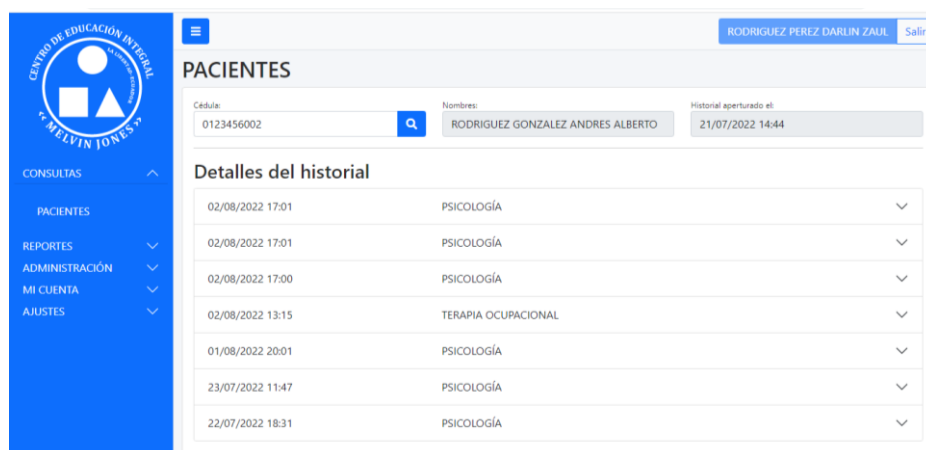 CENTRO DE EDUCACIÓN INTEGRAL
LA LIBERTAD-ECUADOR
"MELVIN JONES"
CONSULTAS
PACIENTES
REPORTES
ADMINISTRACIÓN
MI CUENTA
AJUSTES
RODRIGUEZ PEREZ DARLIN ZAUL Salir
PACIENTES
Cédula: Nombres: Historial aperturado el:
0123456002 RODRIGUEZ GONZALEZ ANDRES ALBERTO 21/07/2022 14:44
Detalles del historial
02/08/2022 17:01 PSICOLOGÍA
02/08/2022 17:01 PSICOLOGÍA
02/08/2022 17:00 PSICOLOGÍA
02/08/2022 13:15 TERAPIA OCUPACIONAL
01/08/2022 20:01 PSICOLOGÍA
23/07/2022 11:47 PSICOLOGÍA
22/07/2022 18:31 PSICOLOGÍA